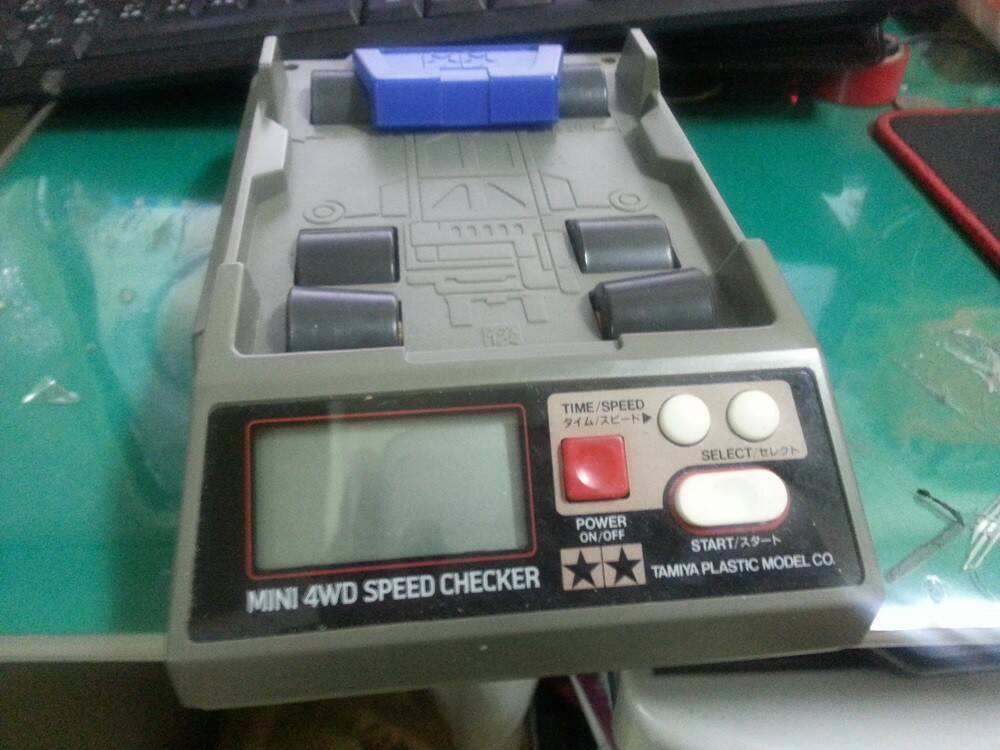 TIME/SPEED
タイム/スピード▶
SELECT/セレクト
POWER
ON/OFF
START/スタート
MINI 4WD SPEED CHECKER
TAMIYA PLASTIC MODEL CO.